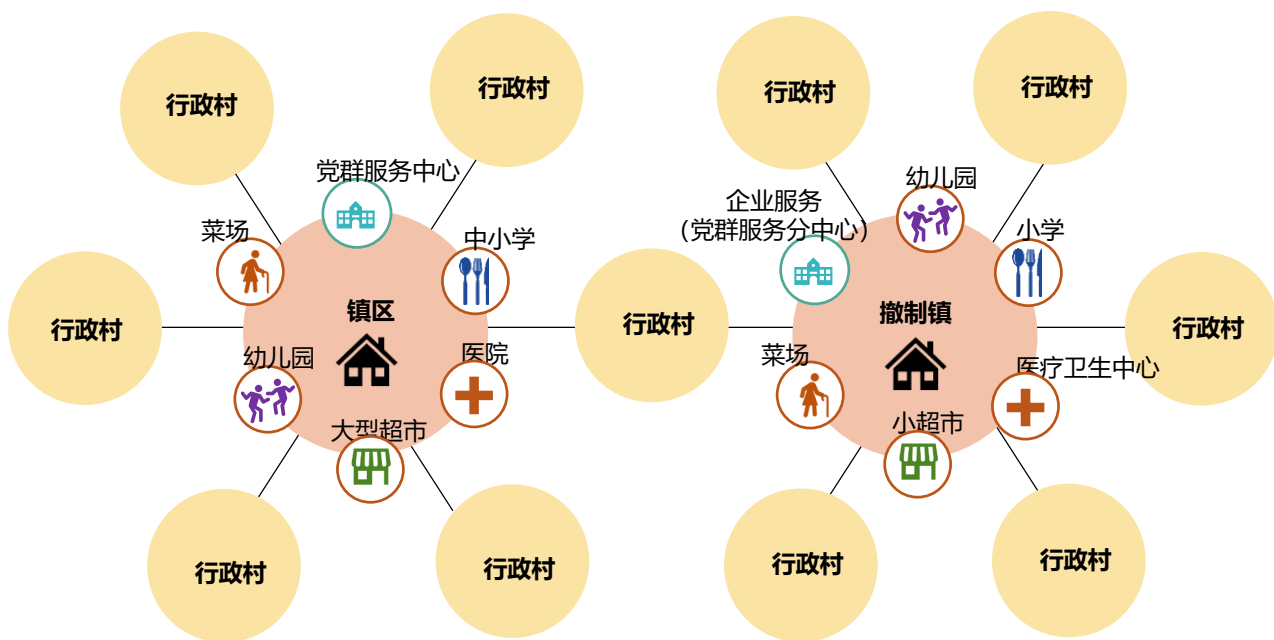 行政村
行政村
行政村
行政村
党群服务中心
菜场
中小学
企业服务
（党群服务分中心）
幼儿园
小学
行政村
镇区
行政村
撤制镇
行政村
幼儿园
医院
菜场
医疗卫生中心
大型超市
小超市
行政村
行政村
行政村
行政村